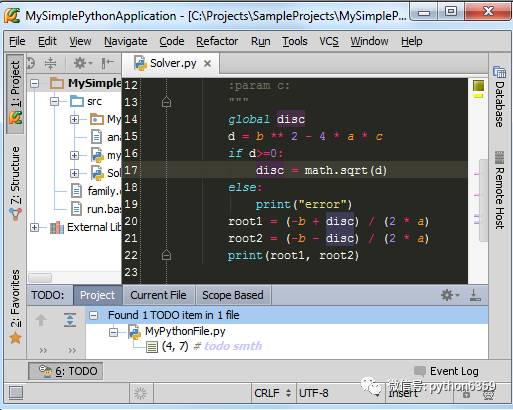 MySimplePythonApplication - [C:\Projects\SampleProjects\MySimpleP...
File Edit View Navigate Code Refactor Run Tools VCS Window Help
1: Project
Z: Structure
2: Favorites
MySimple
src
My
ana
my
Sol
family.
run.bas
External Lib
Solver.py
12 :param c:
13 """
14 global disc
15 d = b ** 2 - 4 * a * c
16 if d>=0:
17 disc = math.sqrt(d)
18 else:
19 print("error")
20 root1 = (-b + disc) / (2 * a)
21 root2 = (-b - disc) / (2 * a)
22 print(root1, root2)
Database
Remote Host
TODO: Project Current File Scope Based
Found 1 TODO item in 1 file
MyPythonFile.py
(4, 7) # todo smth
6: TODO
Event Log
CRLF UTF-8
微信号: python6359